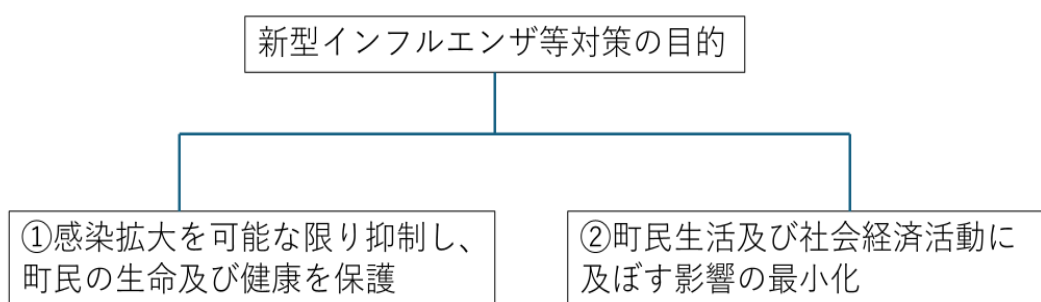 新型インフルエンザ等対策の目的
①感染拡大を可能な限り抑制し、
町民の生命及び健康を保護
②町民生活及び社会経済活動に
及ぼす影響の最小化